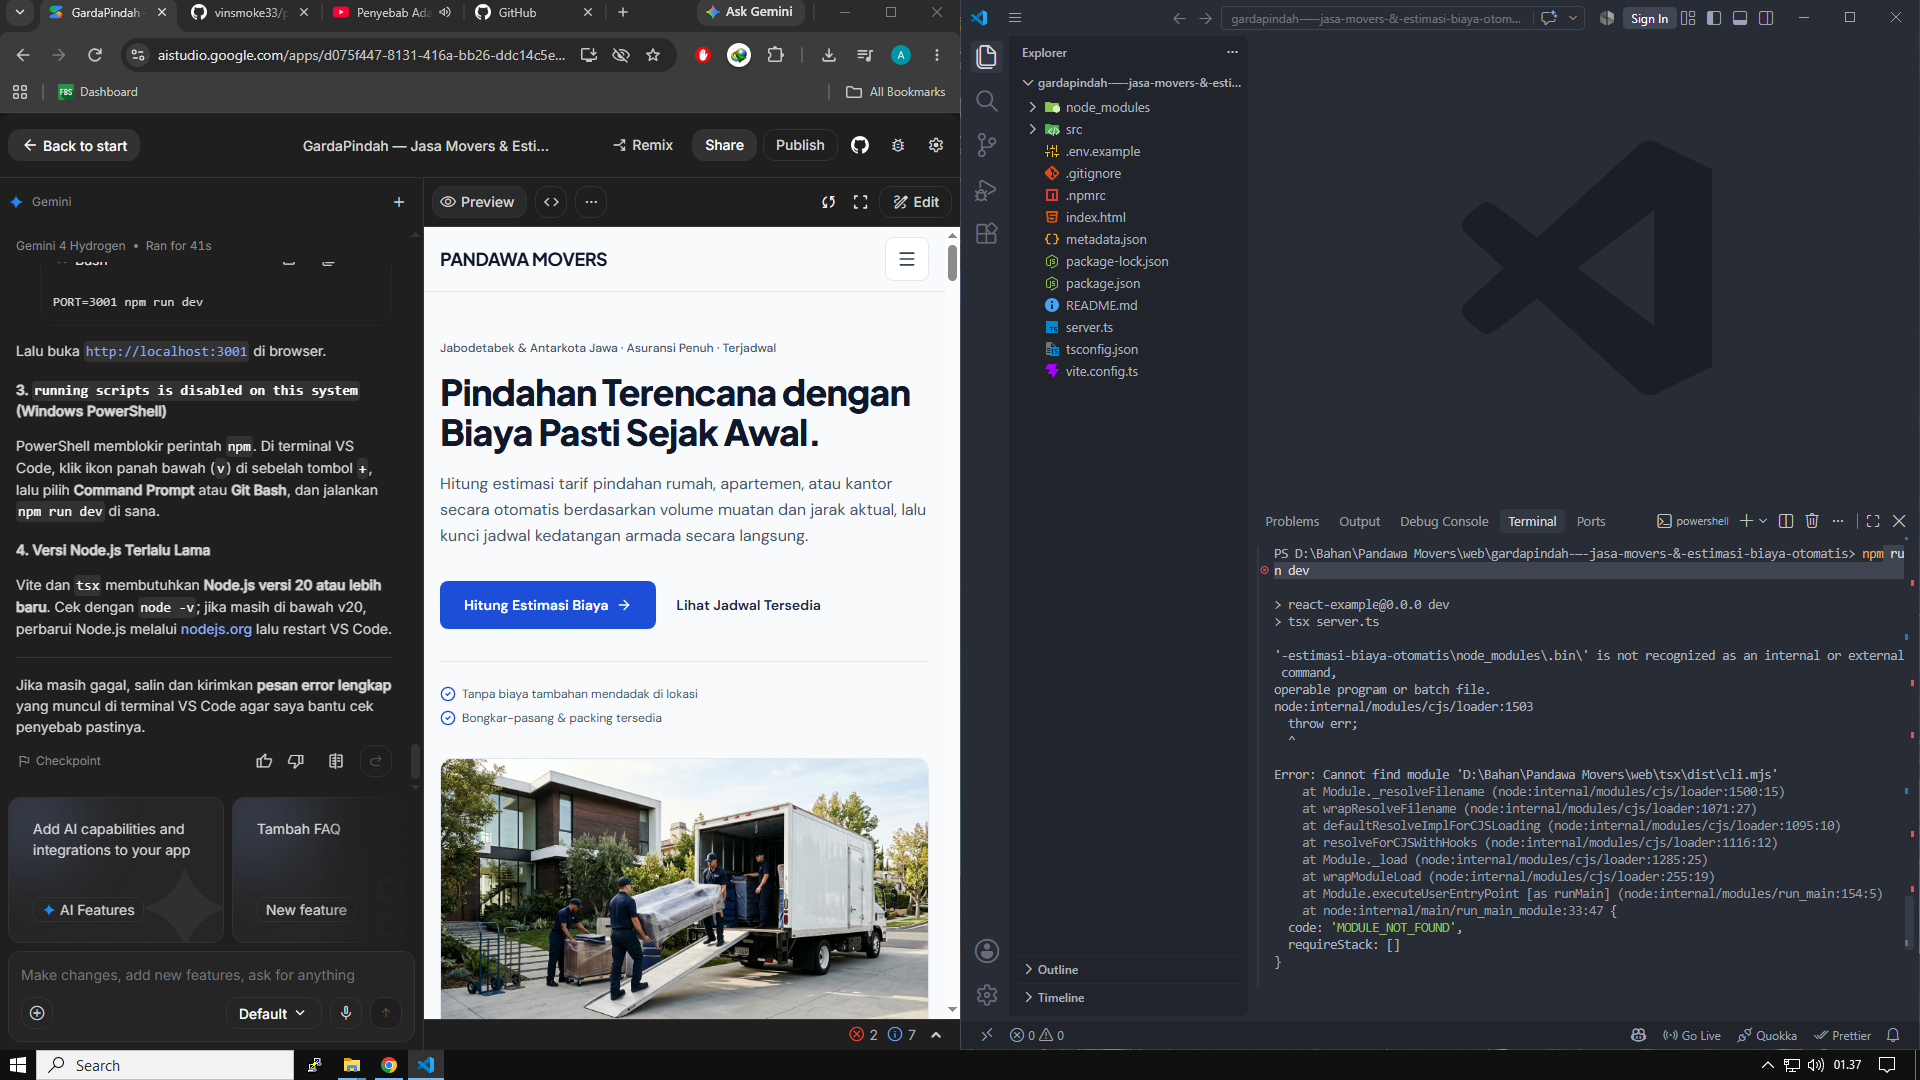 GardaPindah -
vinsmoke33/p
Penyebab Ada
GitHub
Ask Gemini
aistudio.google.com/apps/d075f447-8131-416a-bb26-ddc14c5e...
A
FBS Dashboard
All Bookmarks
Back to start
GardaPindah — Jasa Movers & Esti...
Remix
Share
Publish
Gemini
Preview
Edit
Gemini 4 Hydrogen • Ran for 41s
Bash
PORT=3001 npm run dev
Lalu buka http://localhost:3001 di browser.
3. running scripts is disabled on this system
(Windows PowerShell)
PowerShell memblokir perintah npm. Di terminal VS
Code, klik ikon panah bawah (v) di sebelah tombol +,
lalu pilih Command Prompt atau Git Bash, dan jalankan
npm run dev di sana.
4. Versi Node.js Terlalu Lama
Vite dan tsx membutuhkan Node.js versi 20 atau lebih
baru. Cek dengan node -v; jika masih di bawah v20,
perbarui Node.js melalui nodejs.org lalu restart VS Code.
Jika masih gagal, salin dan kirimkan pesan error lengkap
yang muncul di terminal VS Code agar saya bantu cek
penyebab pastinya.
Checkpoint
Add AI capabilities and
integrations to your app
AI Features
Tambah FAQ
New feature
Make changes, add new features, ask for anything
Default
PANDAWA MOVERS
Jabodetabek & Antarkota Jawa · Asuransi Penuh · Terjadwal
Pindahan Terencana dengan
Biaya Pasti Sejak Awal.
Hitung estimasi tarif pindahan rumah, apartemen, atau kantor
secara otomatis berdasarkan volume muatan dan jarak aktual, lalu
kunci jadwal kedatangan armada secara langsung.
Hitung Estimasi Biaya →
Lihat Jadwal Tersedia
Tanpa biaya tambahan mendadak di lokasi
Bongkar-pasang & packing tersedia
2
7
gardapindah-—-jasa-movers-&-estimasi-biaya-otom...
Sign In
Explorer
gardapindah-—-jasa-movers-&-esti...
node_modules
src
.env.example
.gitignore
.npmrc
index.html
metadata.json
package-lock.json
package.json
README.md
server.ts
tsconfig.json
vite.config.ts
Outline
Timeline
Problems
Output
Debug Console
Terminal
Ports
powershell
PS D:\Bahan\Pandawa Movers\web\gardapindah-—-jasa-movers-&-estimasi-biaya-otomatis> npm ru
n dev
> react-example@0.0.0 dev
> tsx server.ts
'-estimasi-biaya-otomatis\node_modules\.bin\' is not recognized as an internal or external
command,
operable program or batch file.
node:internal/modules/cjs/loader:1503
throw err;
^
Error: Cannot find module 'D:\Bahan\Pandawa Movers\web\tsx\dist\cli.mjs'
at Module._resolveFilename (node:internal/modules/cjs/loader:1500:15)
at wrapResolveFilename (node:internal/modules/cjs/loader:1071:27)
at defaultResolveImplForCJSLoading (node:internal/modules/cjs/loader:1095:10)
at resolveForCJSWithHooks (node:internal/modules/cjs/loader:1116:12)
at Module._load (node:internal/modules/cjs/loader:1285:25)
at wrapModuleLoad (node:internal/modules/cjs/loader:255:19)
at Module.executeUserEntryPoint [as runMain] (node:internal/modules/run_main:154:5)
at node:internal/main/run_main_module:33:47 {
code: 'MODULE_NOT_FOUND',
requireStack: []
}
0 0
Go Live
Quokka
Prettier
Search
01.37